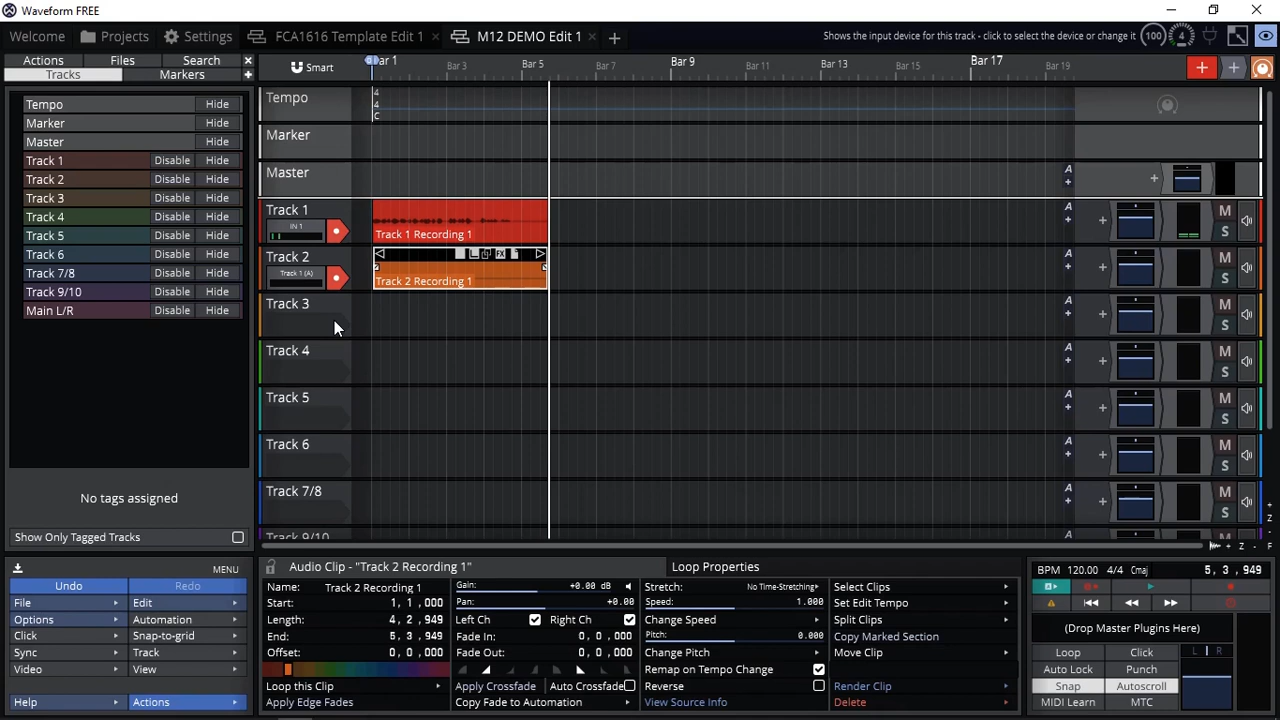 Waveform FREE
Welcome Projects Settings FCA1616 Template Edit 1 M12 DEMO Edit 1
Shows the input device for this track - click to select the device or change it 100 4
Actions Files Search
Tracks Markers
Smart
Bar 1 Bar 3 Bar 5 Bar 7 Bar 9 Bar 11 Bar 13 Bar 15 Bar 17 Bar 19
Tempo Hide
Marker Hide
Master Hide
Track 1 Disable Hide
Track 2 Disable Hide
Track 3 Disable Hide
Track 4 Disable Hide
Track 5 Disable Hide
Track 6 Disable Hide
Track 7/8 Disable Hide
Track 9/10 Disable Hide
Main L/R Disable Hide
No tags assigned
Show Only Tagged Tracks
Tempo
4
4
C
Marker
Master A
Track 1 IN 1 A M S
Track 1 Recording 1
Track 2 Track 1 (A) FX A M S
Track 2 Recording 1
Track 3 A M S
Track 4 A M S
Track 5 A M S
Track 6 A M S
Track 7/8 A M S
Track 9/10 A M
Z
Z - F
MENU
Undo Redo
File Edit
Options Automation
Click Snap-to-grid
Sync Track
Video View
Help Actions
Audio Clip - "Track 2 Recording 1" Loop Properties
Name: Track 2 Recording 1
Start: 1, 1, 000
Length: 4, 2, 949
End: 5, 3, 949
Offset: 0, 0, 000
Loop this Clip
Apply Edge Fades
Gain: +0.00 dB
Pan: +0.00
Left Ch Right Ch
Fade In: 0, 0, 000
Fade Out: 0, 0, 000
Apply Crossfade Auto Crossfade
Copy Fade to Automation
Stretch: No Time-Stretching
Speed: 1.000
Change Speed
Pitch: 0.000
Change Pitch
Remap on Tempo Change
Reverse
View Source Info
Select Clips
Set Edit Tempo
Split Clips
Copy Marked Section
Move Clip
Render Clip
Delete
BPM 120.00 4/4 Cmaj 5, 3, 949
(Drop Master Plugins Here)
Loop Click L R
Auto Lock Punch
Snap Autoscroll
MIDI Learn MTC